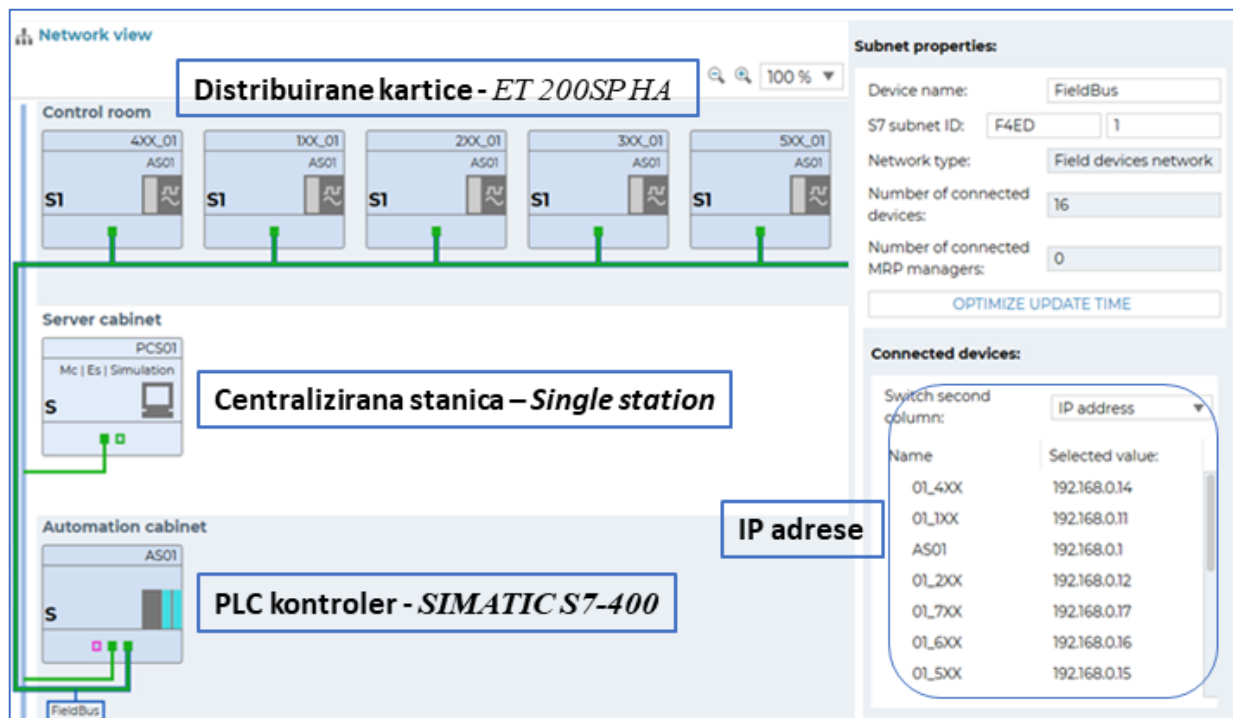 Network view
Distribuirane kartice - ET 200SP HA
100 %
Control room
4XX_01
AS01
S1
1XX_01
AS01
S1
2XX_01
AS01
S1
3XX_01
AS01
S1
5XX_01
AS01
S1
Server cabinet
PCS01
Mc | Es | Simulation
S
Centralizirana stanica – Single station
Automation cabinet
AS01
S
PLC kontroler - SIMATIC S7-400
FieldBus
Subnet properties:
Device name: FieldBus
S7 subnet ID: F4ED 1
Network type: Field devices network
Number of connected
devices: 16
Number of connected
MRP managers: 0
OPTIMIZE UPDATE TIME
Connected devices:
Switch second
column: IP address
Name Selected value:
01_4XX 192.168.0.14
01_1XX 192.168.0.11
AS01 192.168.0.1
01_2XX 192.168.0.12
01_7XX 192.168.0.17
01_6XX 192.168.0.16
01_5XX 192.168.0.15
IP adrese